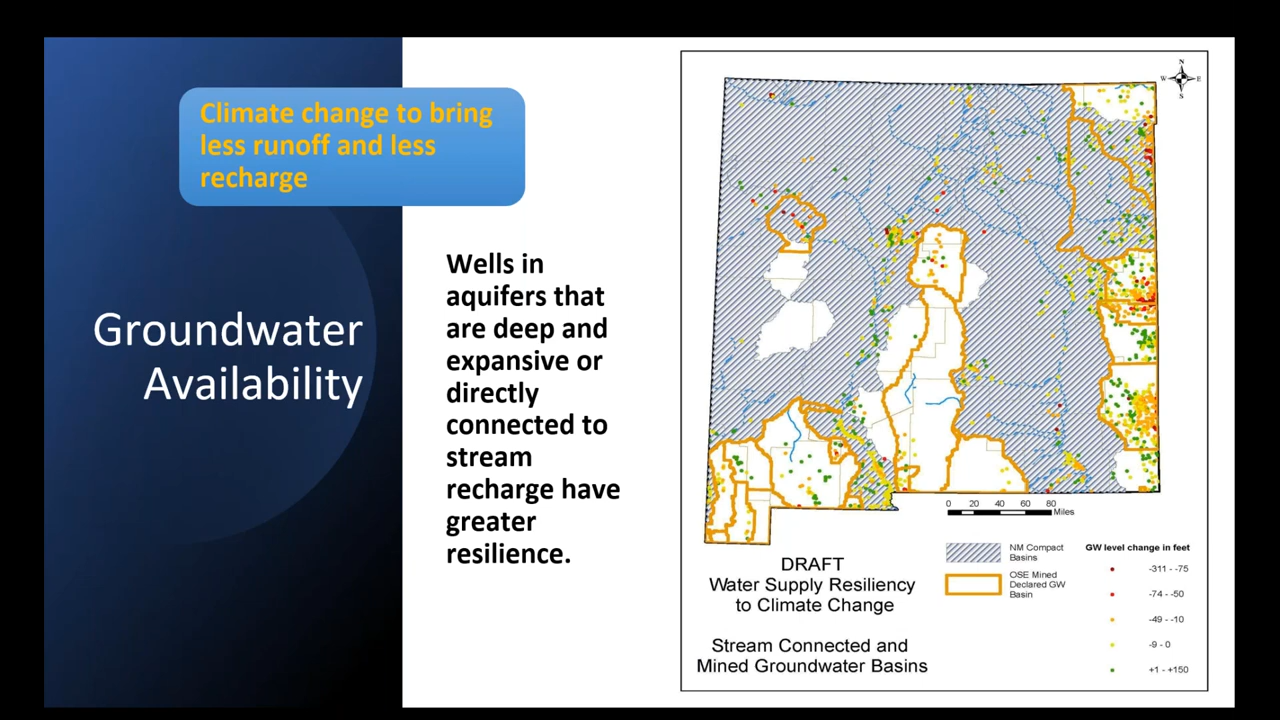 Climate change to bring
less runoff and less
recharge
Groundwater
Availability
Wells in
aquifers that
are deep and
expansive or
directly
connected to
stream
recharge have
greater
resilience.
N
W E
S
0 20 40 60 80
Miles
DRAFT
Water Supply Resiliency
to Climate Change
Stream Connected and
Mined Groundwater Basins
NM Compact
Basins
OSE Mined
Declared GW
Basin
GW level change in feet
-311 - -75
-74 - -50
-49 - -10
-9 - 0
+1 - +150